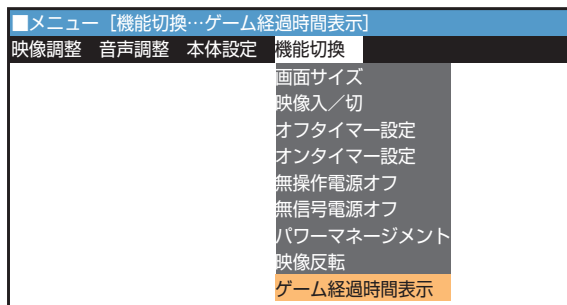 ■メニュー［機能切換…ゲーム経過時間表示］
映像調整 音声調整 本体設定 機能切換
画面サイズ
映像入／切
オフタイマー設定
オンタイマー設定
無操作電源オフ
無信号電源オフ
パワーマネージメント
映像反転
ゲーム経過時間表示